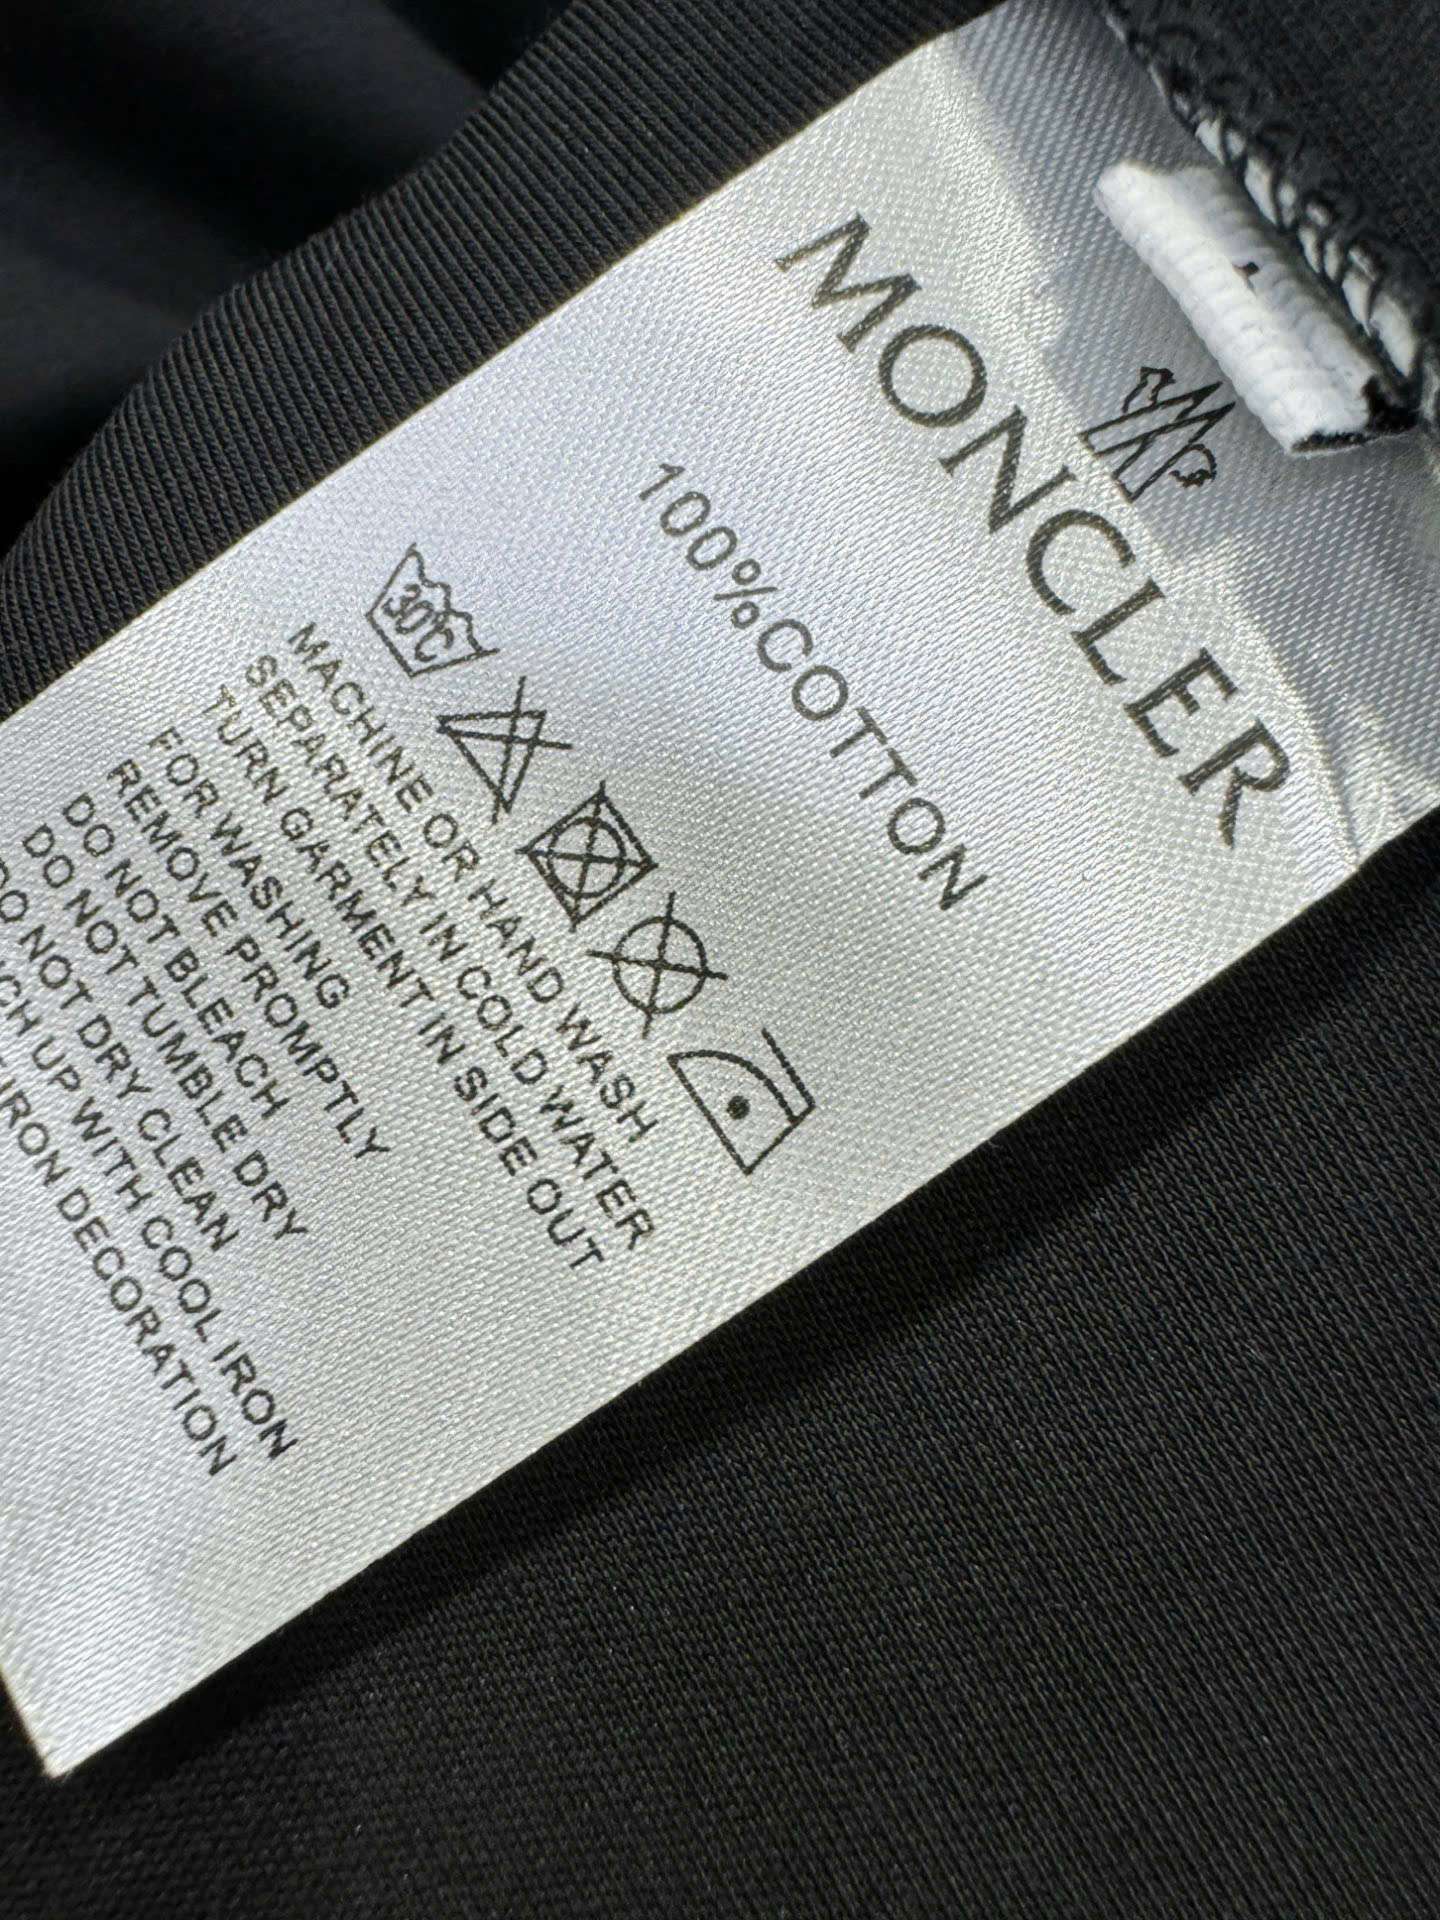 MONCLER
100%COTTON
30°C
MACHINE OR HAND WASH
SEPARATELY IN COLD WATER
TURN GARMENT IN SIDE OUT
FOR WASHING
REMOVE PROMPTLY
DO NOT BLEACH
DO NOT TUMBLE DRY
DO NOT DRY CLEAN
UP WITH COOL IRON
IRON DECORATION